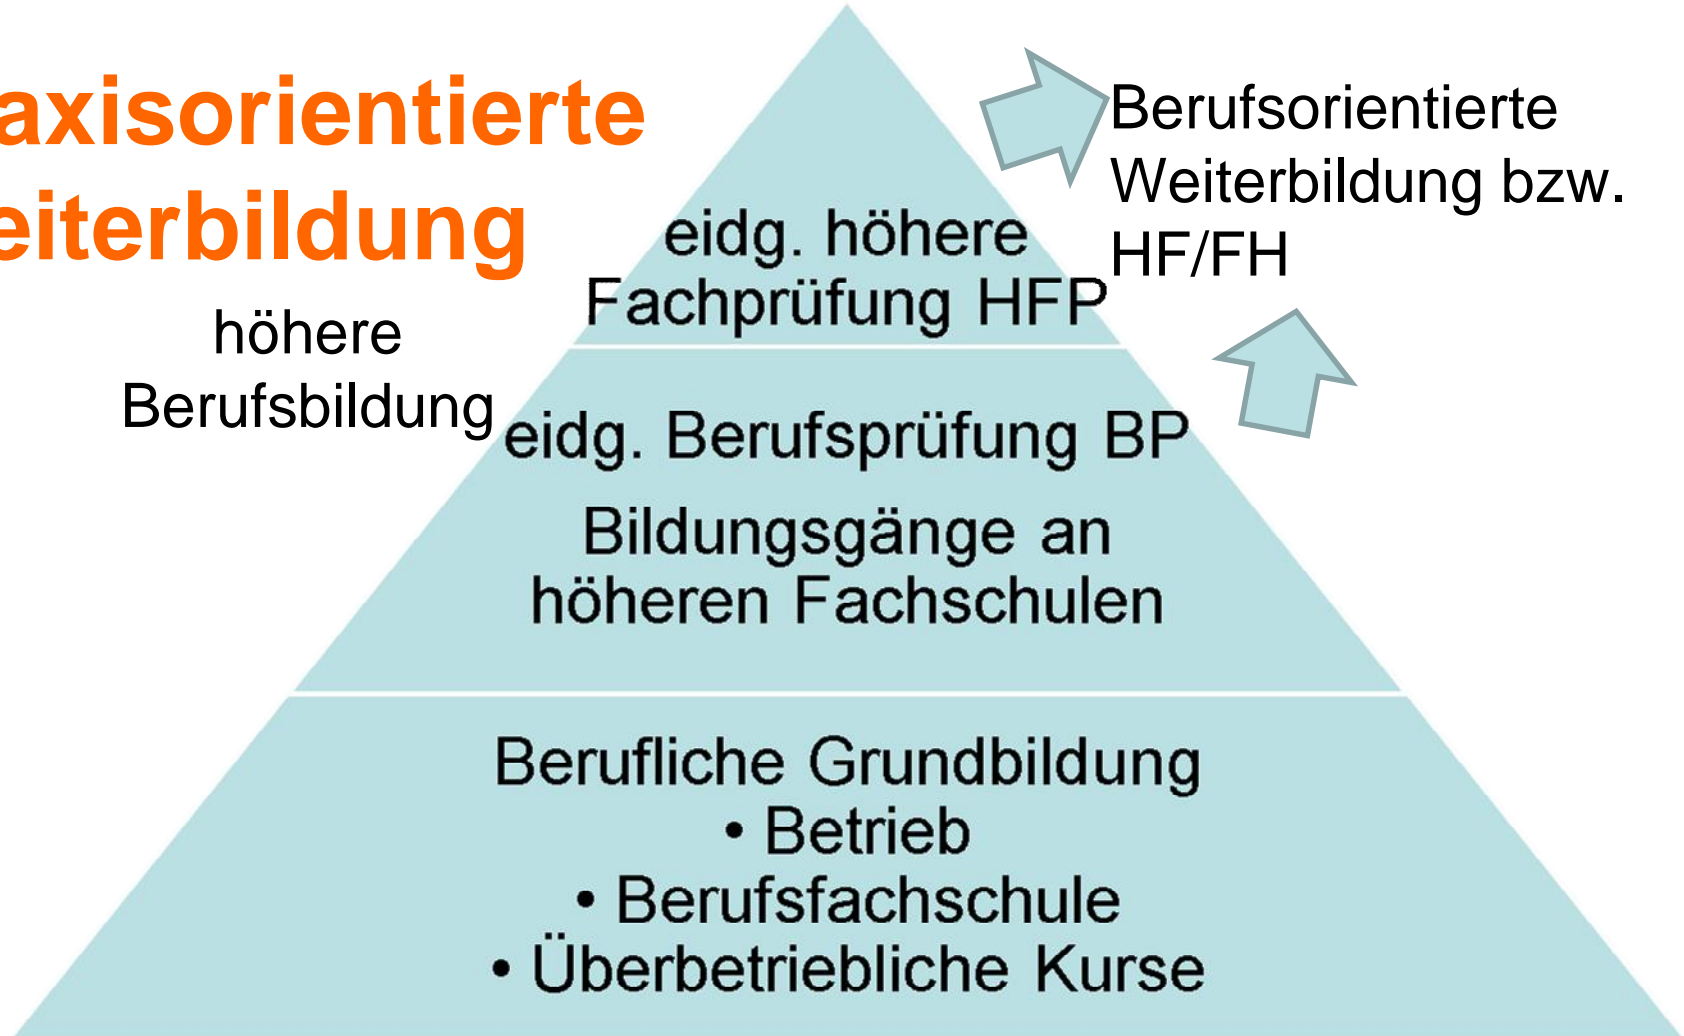 axisorientierte
eiterbildung
höhere
Berufsbildung
Berufsorientierte
Weiterbildung bzw.
HF/FH
eidg. höhere
Fachprüfung HFP
eidg. Berufsprüfung BP
Bildungsgänge an
höheren Fachschulen
Berufliche Grundbildung
• Betrieb
• Berufsfachschule
• Überbetriebliche Kurse